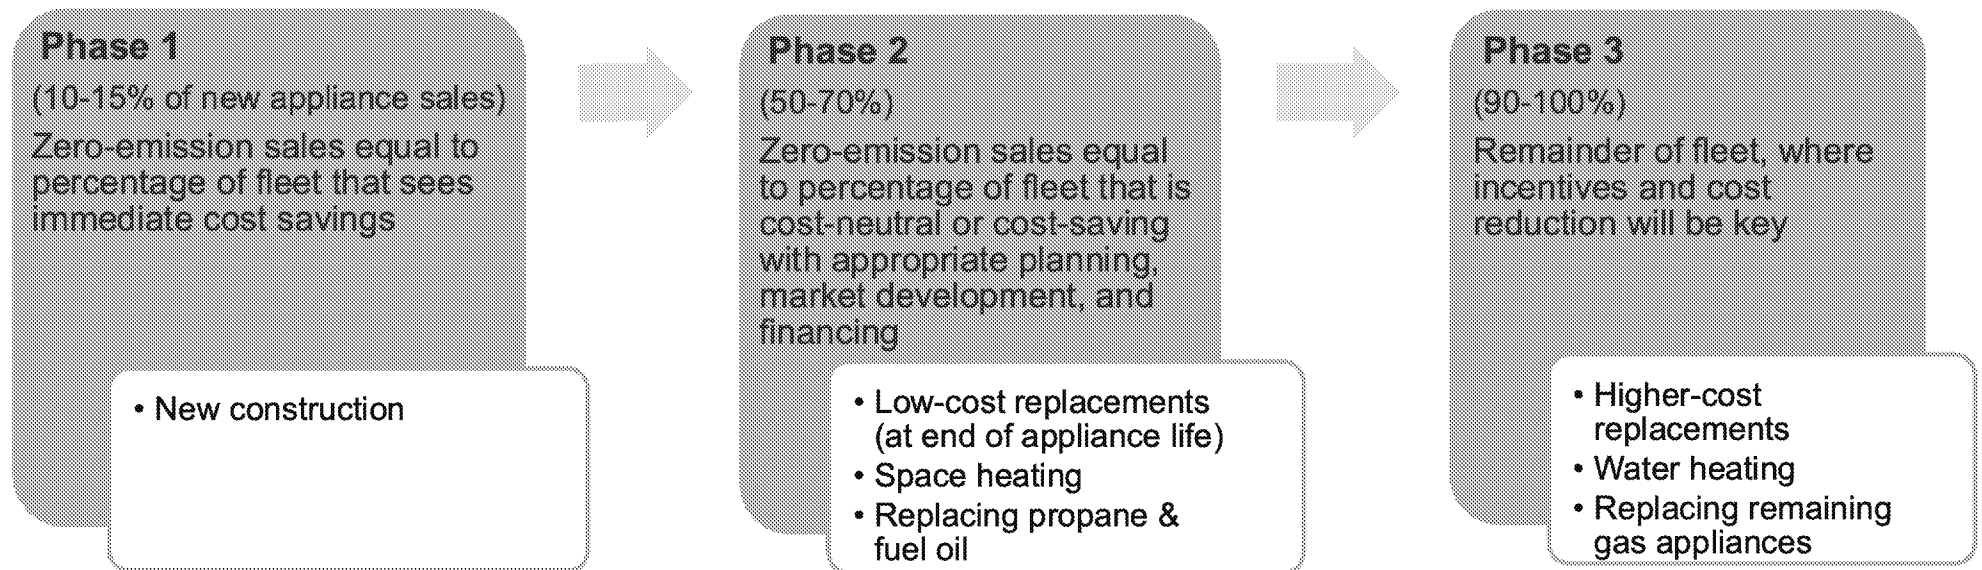 Phase 1
(10-15% of new appliance sales)
Zero-emission sales equal to
percentage of fleet that sees
immediate cost savings
• New construction
Phase 2
(50-70%)
Zero-emission sales equal
to percentage of fleet that is
cost-neutral or cost-saving
with appropriate planning,
market development, and
financing
• Low-cost replacements
(at end of appliance life)
• Space heating
• Replacing propane &
fuel oil
Phase 3
(90-100%)
Remainder of fleet, where
incentives and cost
reduction will be key
• Higher-cost
replacements
• Water heating
• Replacing remaining
gas appliances